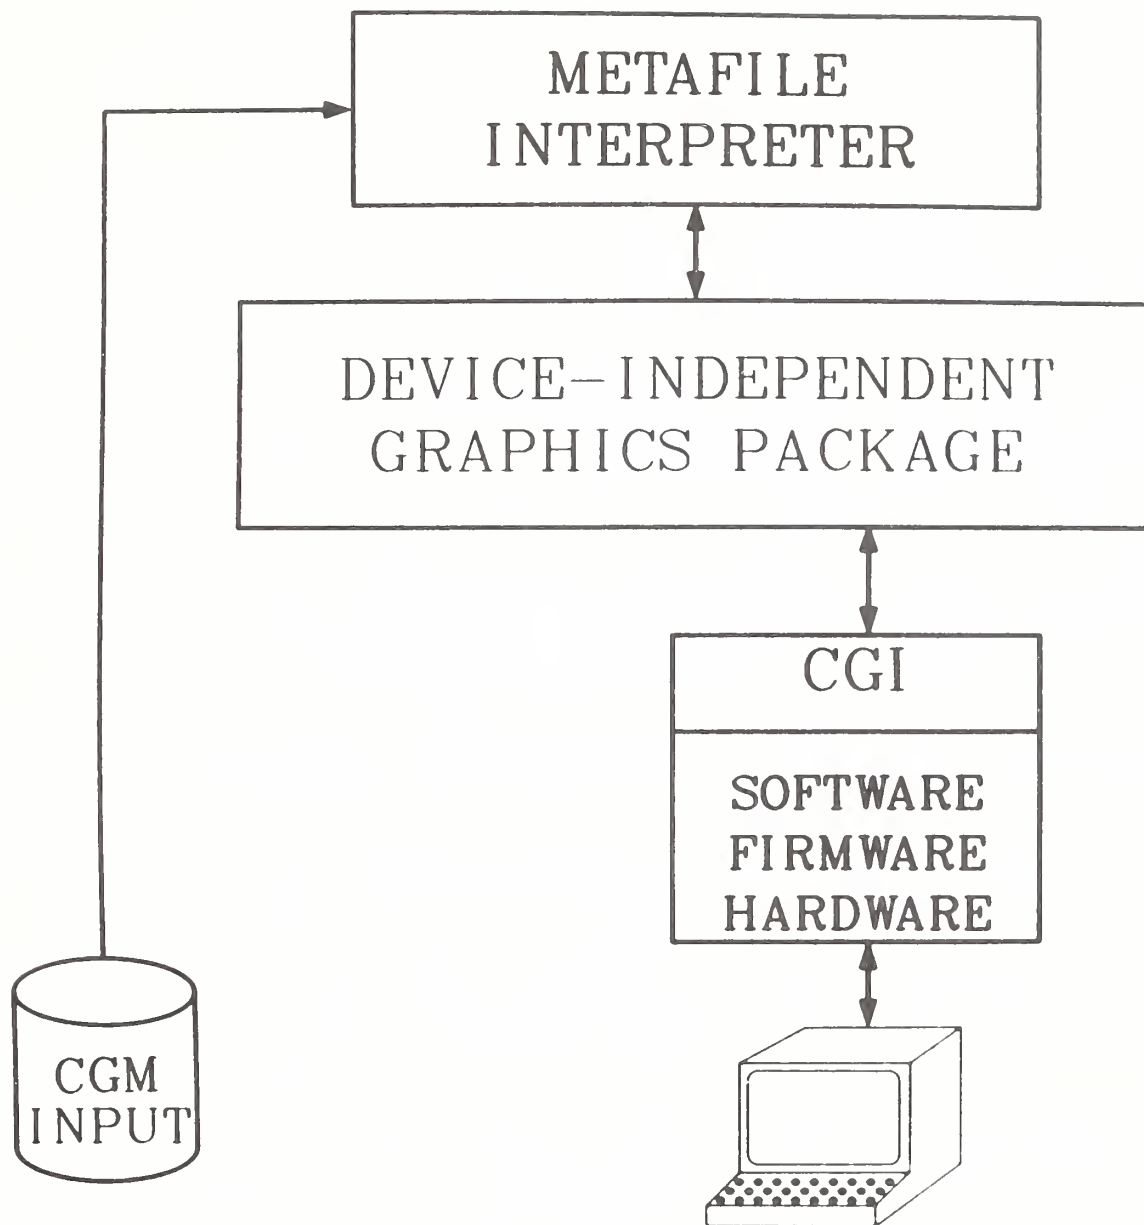 METAFILE
INTERPRETER
DEVICE-INDEPENDENT
GRAPHICS PACKAGE
CGI
SOFTWARE
FIRMWARE
HARDWARE
CGM
INPUT